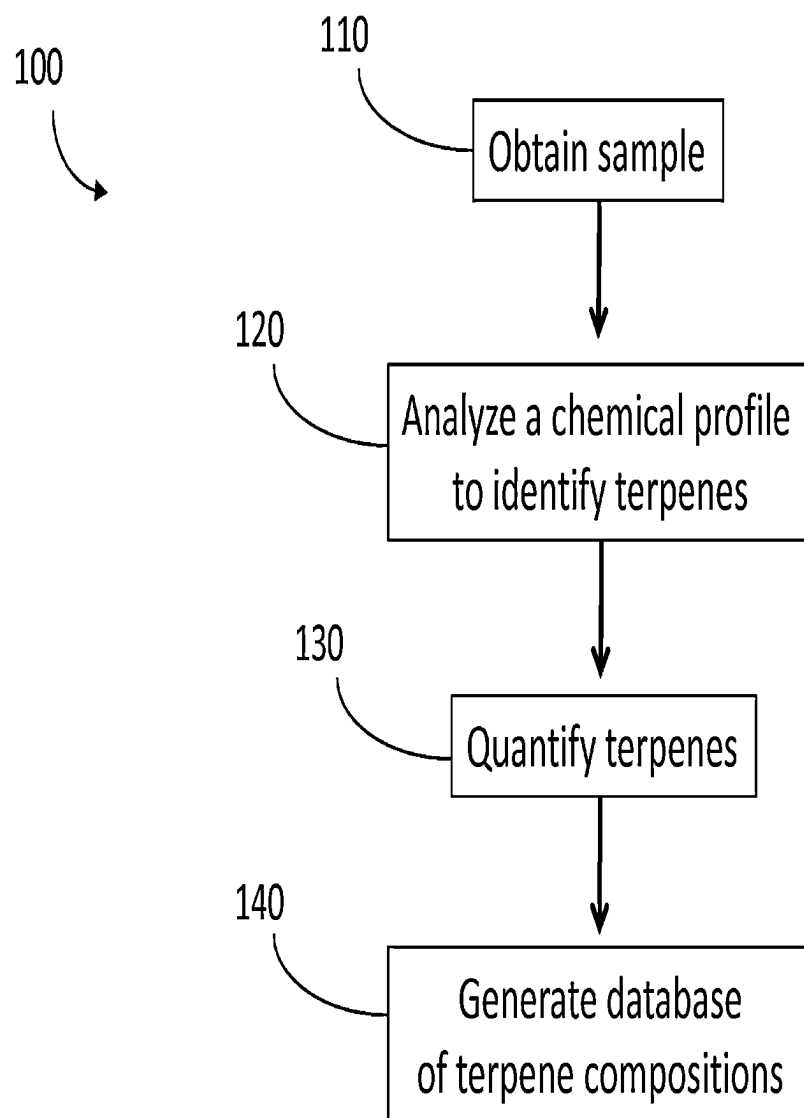 100
110
Obtain sample
120
Analyze a chemical profile
to identify terpenes
130
Quantify terpenes
140
Generate database
of terpene compositions